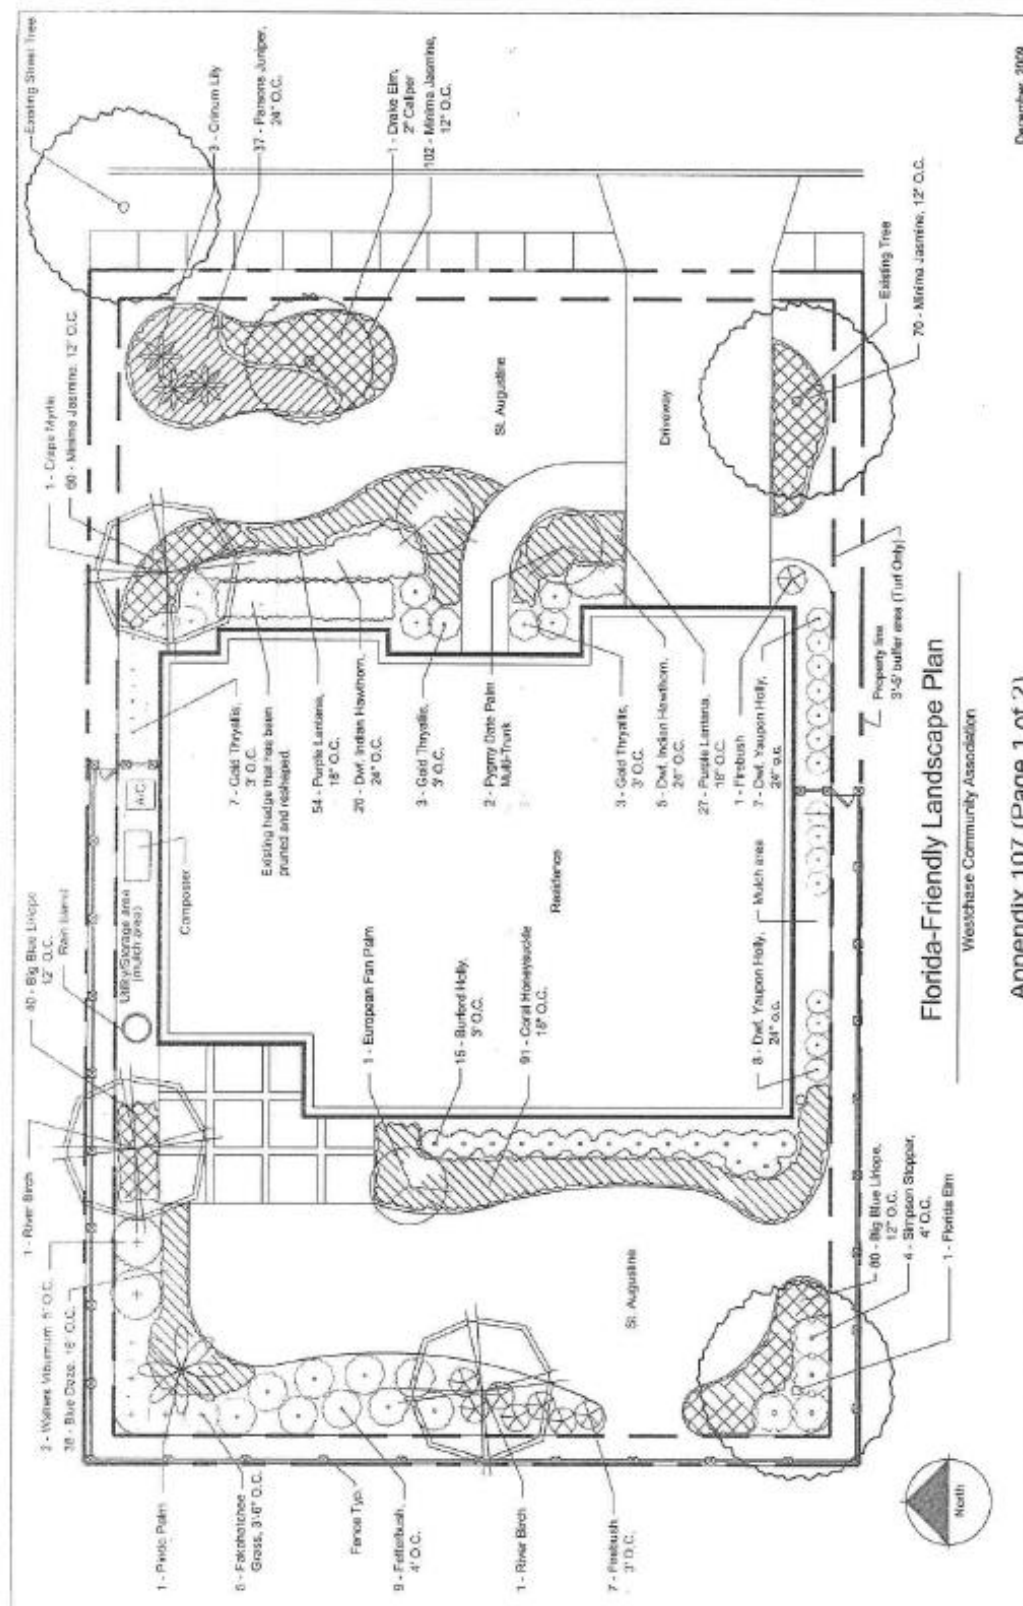 Existing Street Tree
3 - Crinum Lily
37 - Parsons Juniper,
24" O.C.
1 - Drake Elm,
2" Caliper
102 - Minima Jasmine,
12" O.C.
1 - Crape Myrtle
60 - Minima Jasmine, 12" O.C.
St. Augustine
Driveway
Existing Tree
70 - Minima Jasmine, 12" O.C.
7 - Gold Thryallis,
3' O.C.
Existing hedge that has been
pruned and reshaped
54 - Purple Lantana,
18" O.C.
20 - Dwf. Indian Hawthorn,
24" O.C.
3 - Gold Thryallis,
3' O.C.
2 - Pygmy Date Palm
Multi-Trunk
3 - Gold Thryallis,
3' O.C.
5 - Dwf. Indian Hawthorn,
24" O.C.
27 - Purple Lantana,
18" O.C.
1 - Firebush
7 - Dwf. Yaupon Holly,
24" o.c.
Property line
3'-5' buffer area (Turf Only)
A/C
Composter
Utility/Storage area
(mulch area)
Rain barrel
40 - Big Blue Liriope
12" O.C.
Residence
Mulch area
1 - European Fan Palm
15 - Burford Holly,
3' O.C.
91 - Coral Honeysuckle
18" O.C.
8 - Dwf. Yaupon Holly,
24" o.c.
1 - River Birch
2 - Walters Viburnum 5' O.C.
38 - Blue Daze, 16" O.C.
St. Augustine
80 - Big Blue Liriope,
12" O.C.
4 - Simpson Stopper,
4' O.C.
1 - Florida Elm
1 - Pindo Palm
5 - Fakahatchee
Grass, 3'-6" O.C.
Fence Typ.
9 - Fetterbush,
4' O.C.
1 - River Birch
7 - Firebush
3' O.C.
North
Florida-Friendly Landscape Plan
Westchase Community Association
Appendix 107 (Page 1 of 2)
December, 2009